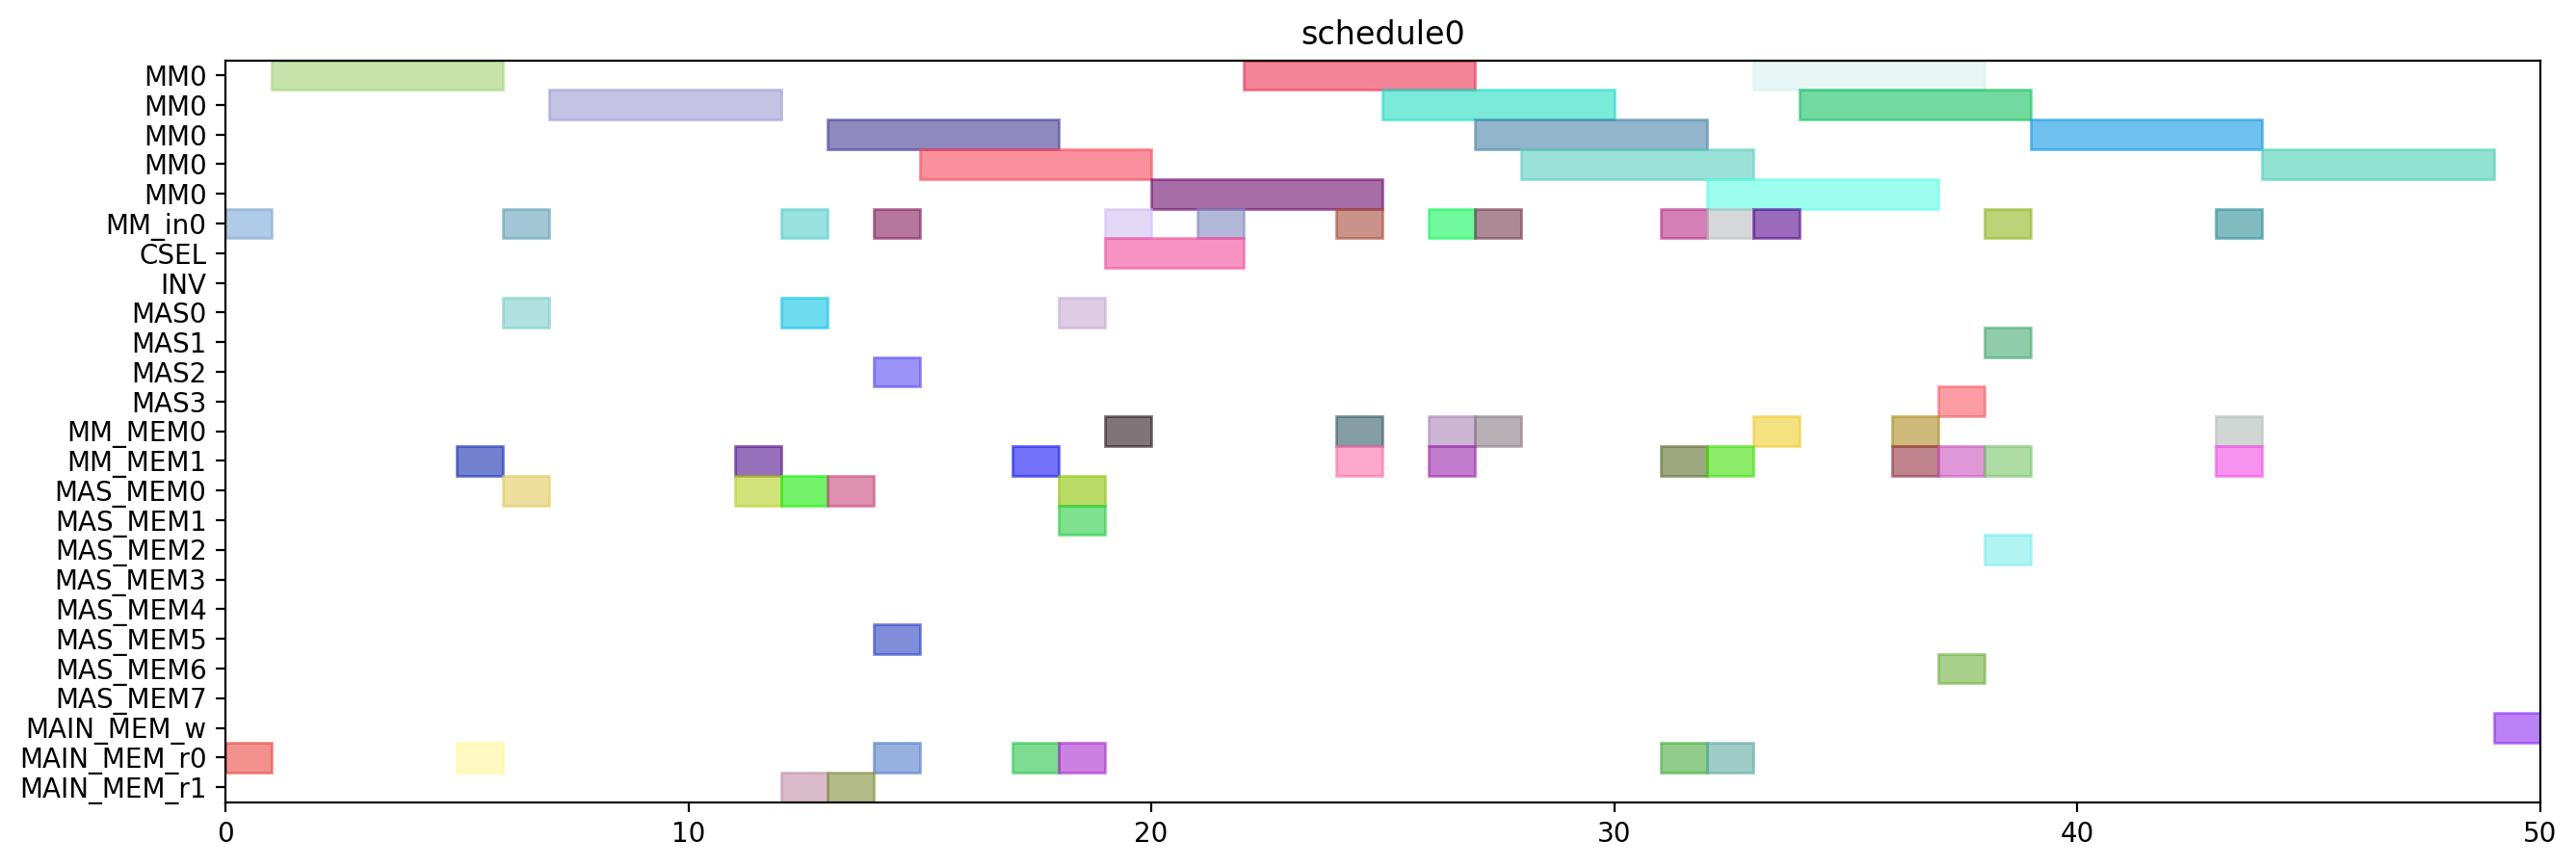 schedule0
MM0
MM0
MM0
MM0
MM0
MM_in0
CSEL
INV
MAS0
MAS1
MAS2
MAS3
MM_MEM0
MM_MEM1
MAS_MEM0
MAS_MEM1
MAS_MEM2
MAS_MEM3
MAS_MEM4
MAS_MEM5
MAS_MEM6
MAS_MEM7
MAIN_MEM_w
MAIN_MEM_r0
MAIN_MEM_r1
0 10 20 30 40 50